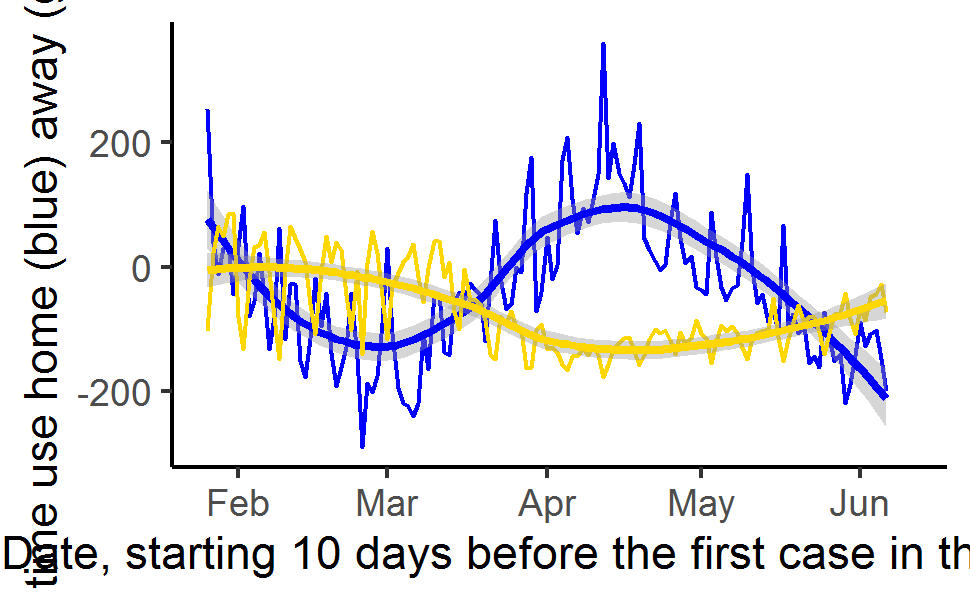 time use home (blue) away (
200
0
-200
Feb Mar Apr May Jun
Date, starting 10 days before the first case in th